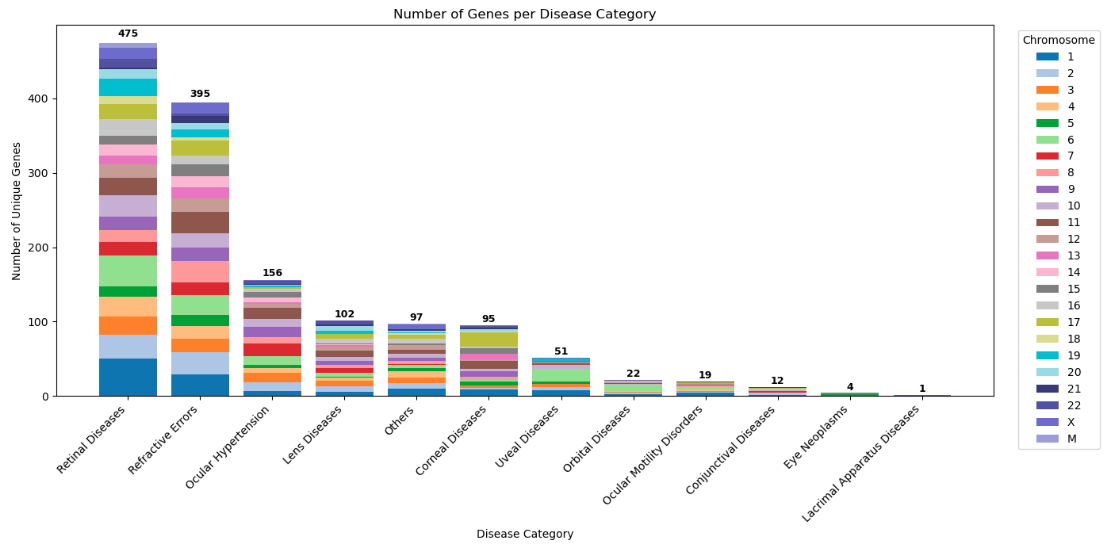 Number of Genes per Disease Category
Number of Unique Genes
400
300
200
100
0
475
395
156
102
97
95
51
22
19
12
4
1
Retinal Diseases
Refractive Errors
Ocular Hypertension
Lens Diseases
Others
Corneal Diseases
Uveal Diseases
Orbital Diseases
Ocular Motility Disorders
Conjunctival Diseases
Eye Neoplasms
Lacrimal Apparatus Diseases
Disease Category
Chromosome
1
2
3
4
5
6
7
8
9
10
11
12
13
14
15
16
17
18
19
20
21
22
X
M